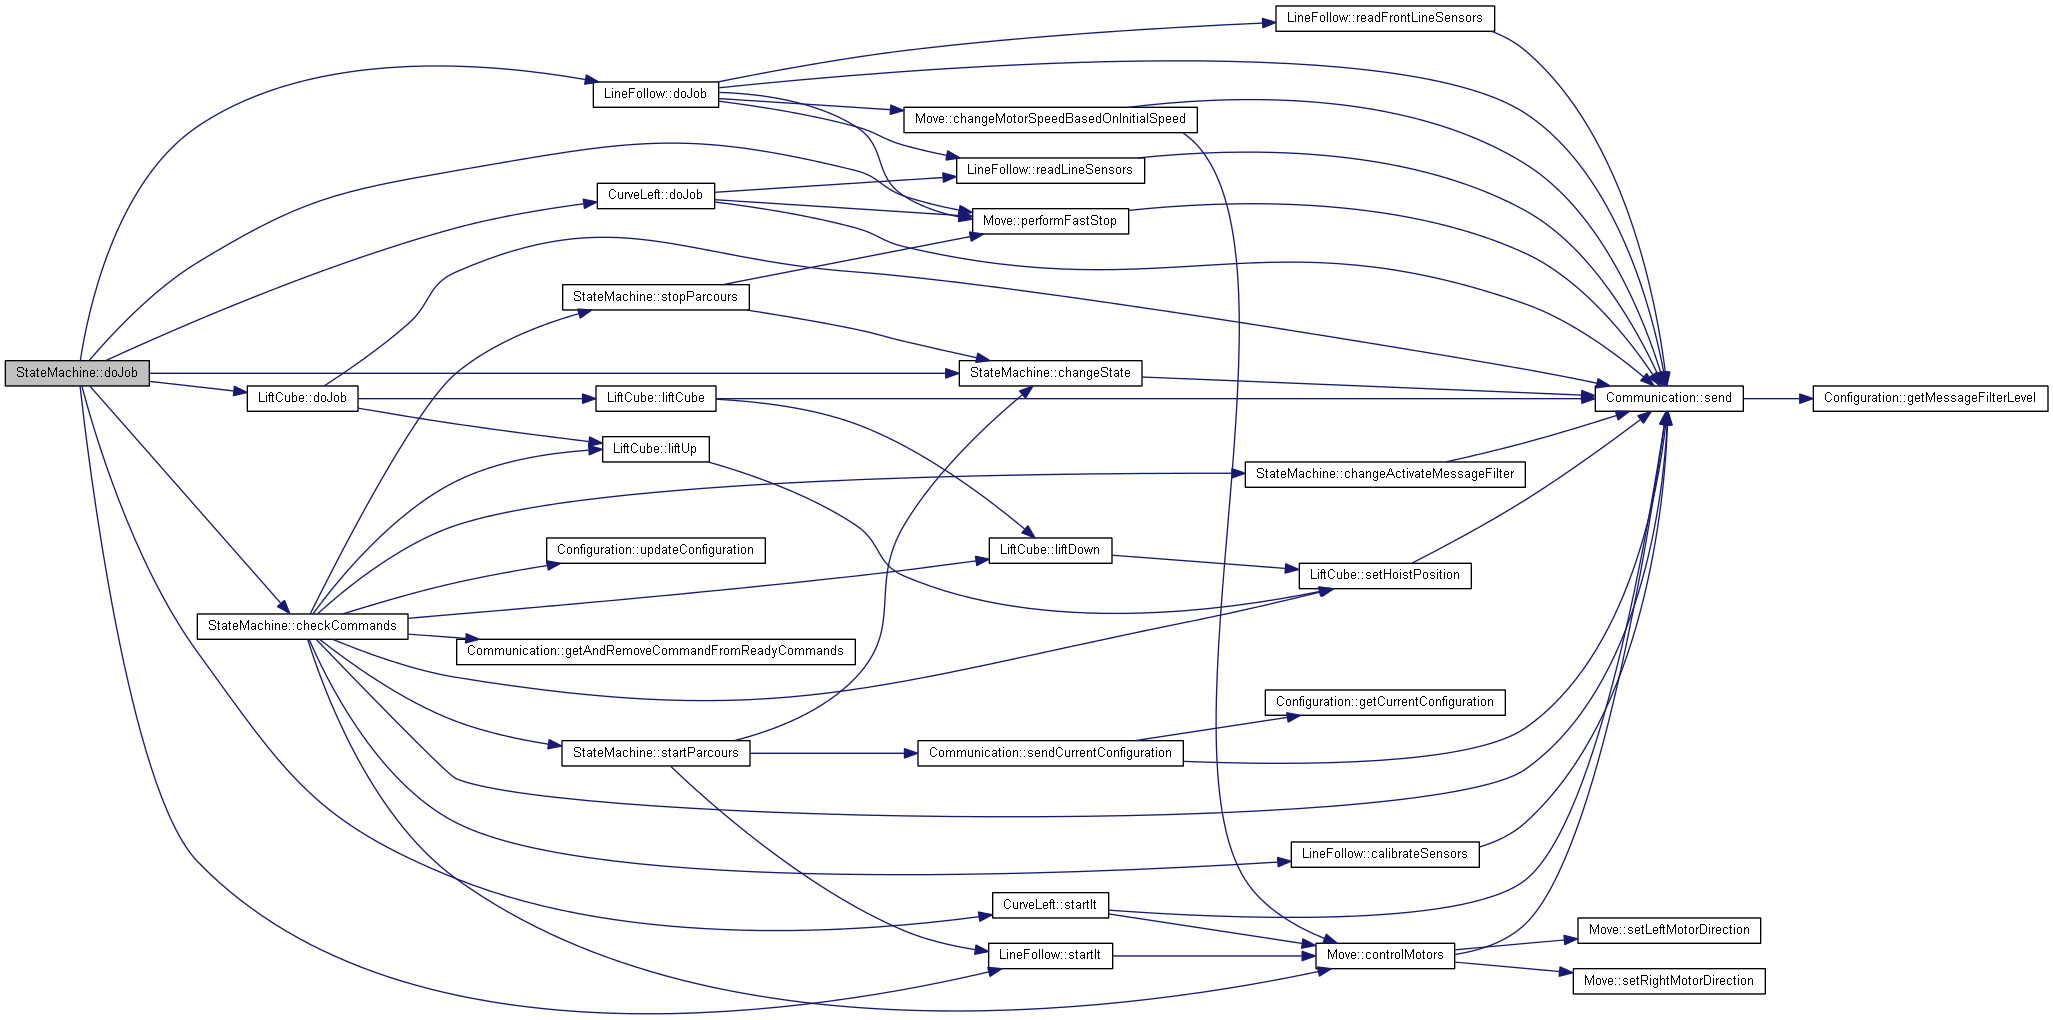 LineFollow::readFrontLineSensors
LineFollow::doJob
Move::changeMotorSpeedBasedOnInitialSpeed
LineFollow::readLineSensors
CurveLeft::doJob
Move::performFastStop
StateMachine::stopParcours
StateMachine::doJob
StateMachine::changeState
LiftCube::doJob
LiftCube::liftCube
Communication::send
Configuration::getMessageFilterLevel
LiftCube::liftUp
StateMachine::changeActivateMessageFilter
Configuration::updateConfiguration
LiftCube::liftDown
LiftCube::setHoistPosition
StateMachine::checkCommands
Communication::getAndRemoveCommandFromReadyCommands
Configuration::getCurrentConfiguration
StateMachine::startParcours
Communication::sendCurrentConfiguration
LineFollow::calibrateSensors
CurveLeft::startIt
Move::setLeftMotorDirection
LineFollow::startIt
Move::controlMotors
Move::setRightMotorDirection